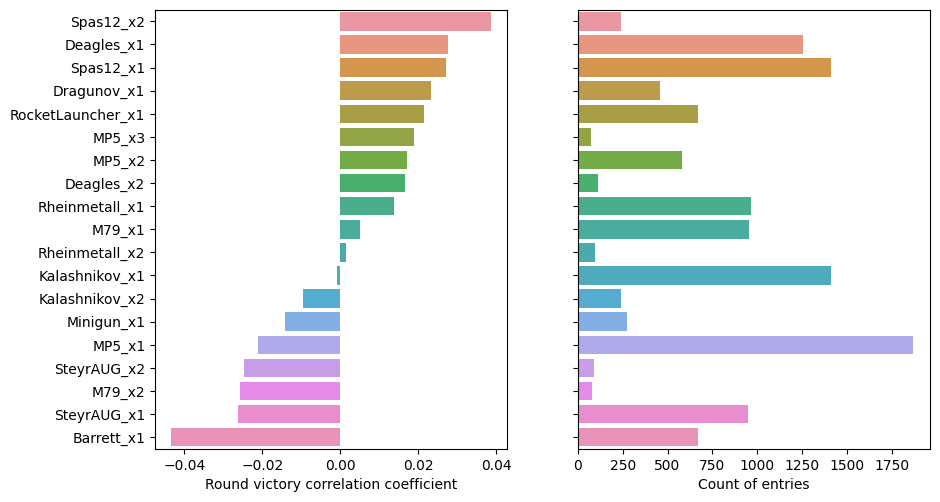 Spas12_x2
Deagles_x1
Spas12_x1
Dragunov_x1
RocketLauncher_x1
MP5_x3
MP5_x2
Deagles_x2
Rheinmetall_x1
M79_x1
Rheinmetall_x2
Kalashnikov_x1
Kalashnikov_x2
Minigun_x1
MP5_x1
SteyrAUG_x2
M79_x2
SteyrAUG_x1
Barrett_x1
−0.04 −0.02 0.00 0.02 0.04
Round victory correlation coefficient
0 250 500 750 1000 1250 1500 1750
Count of entries